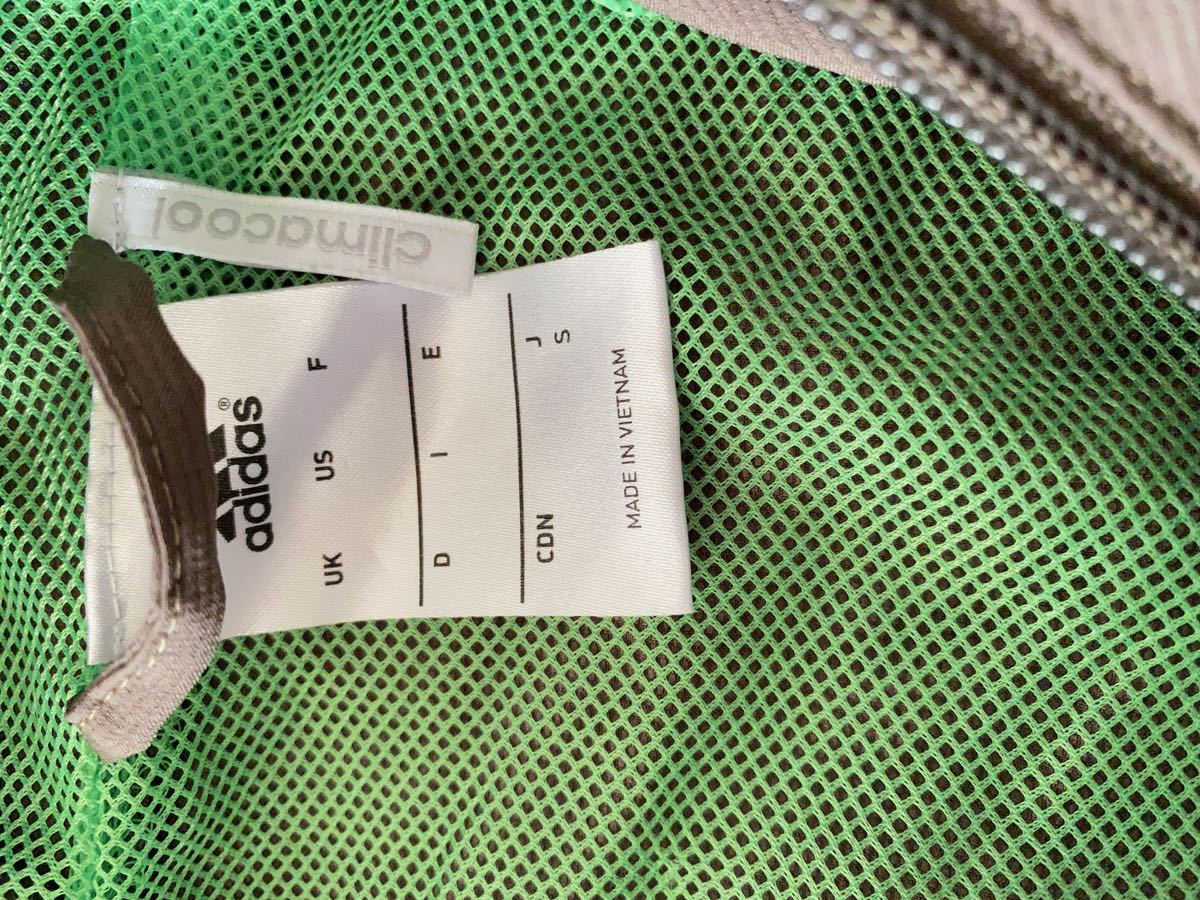 climacool
adidas®
UK US F
D I E
CDN J
S
MADE IN VIETNAM